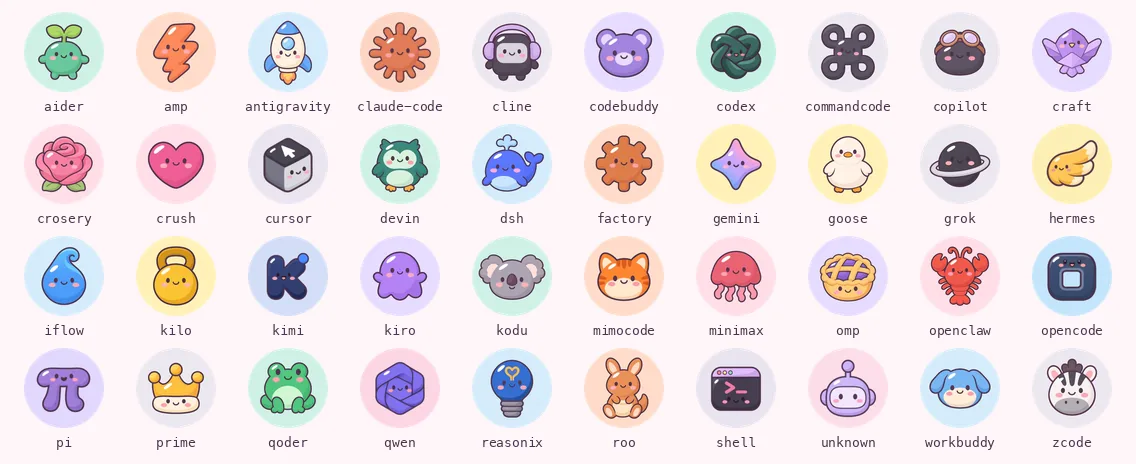 aider amp antigravity claude-code cline codebuddy codex commandcode copilot craft
crosery crush cursor devin dsh factory gemini goose grok hermes
iflow kilo kimi kiro kodu mimocode minimax omp openclaw opencode
pi prime qoder qwen reasonix roo shell unknown workbuddy zcode